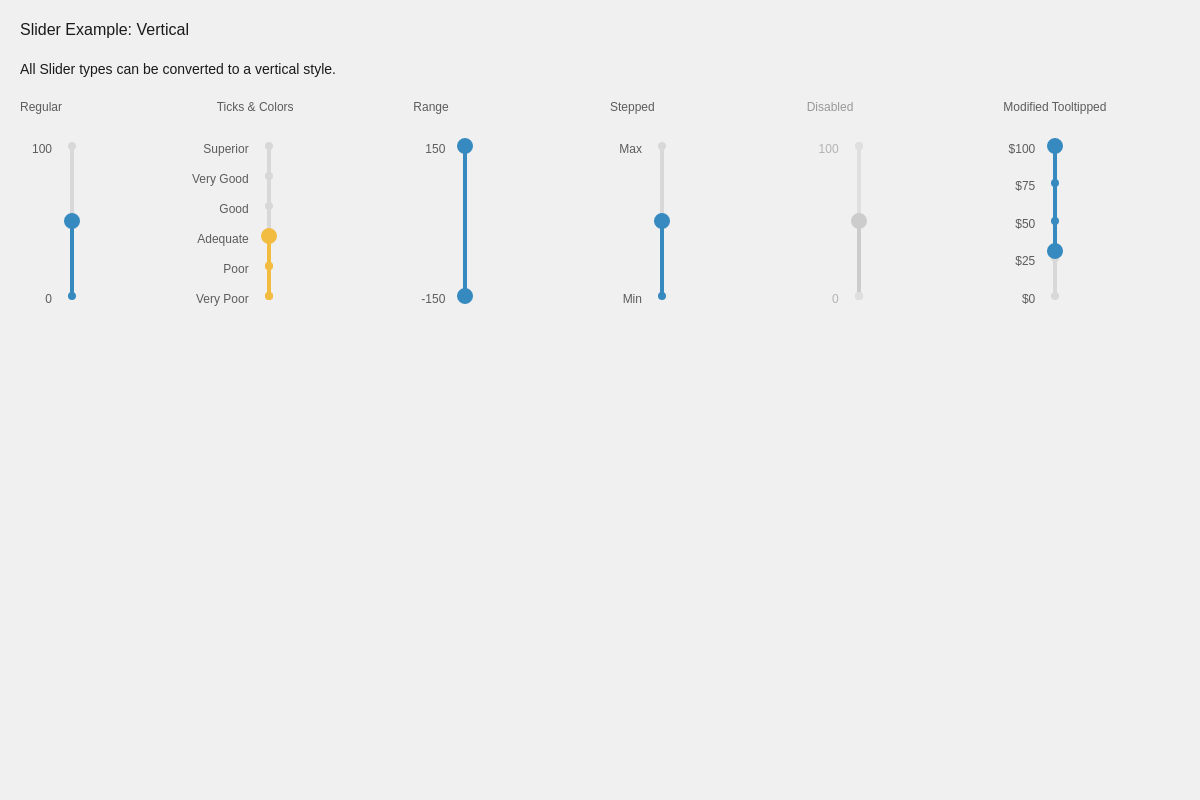 Slider Example: Vertical
All Slider types can be converted to a vertical style.
Regular
100
0
Ticks & Colors
Superior
Very Good
Good
Adequate
Poor
Very Poor
Range
150
-150
Stepped
Max
Min
Disabled
100
0
Modified Tooltipped
$100
$75
$50
$25
$0